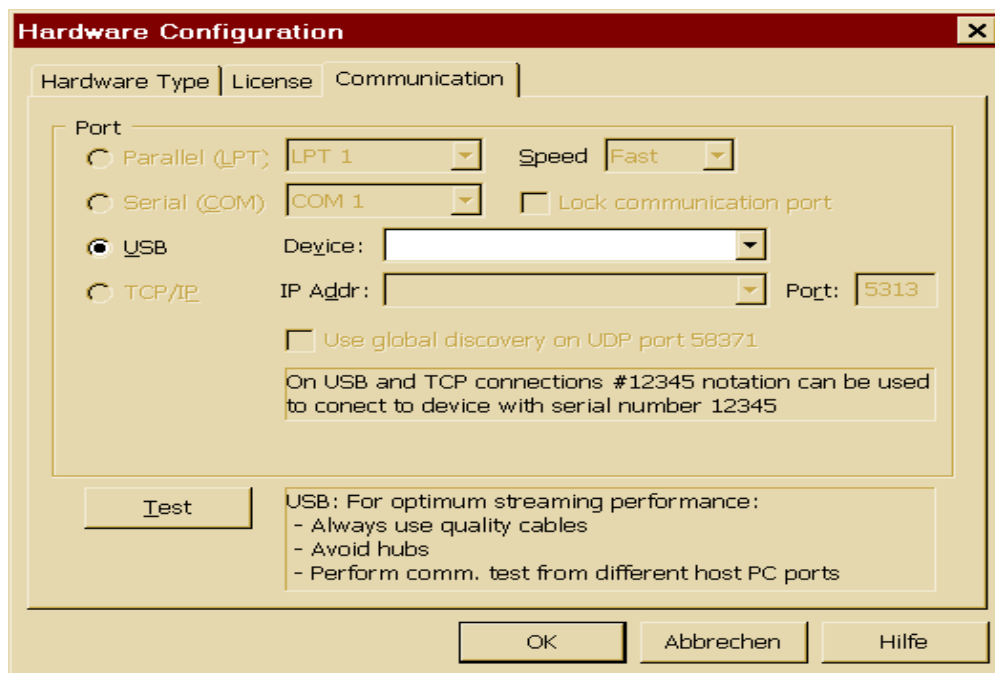 Hardware Configuration
Hardware Type License Communication
Port
Parallel (LPT) LPT 1 Speed Fast
Serial (COM) COM 1 Lock communication port
USB Device:
TCP/IP IP Addr: Port: 5313
Use global discovery on UDP port 58371
On USB and TCP connections #12345 notation can be used
to conect to device with serial number 12345
Test
USB: For optimum streaming performance:
- Always use quality cables
- Avoid hubs
- Perform comm. test from different host PC ports
OK Abbrechen Hilfe